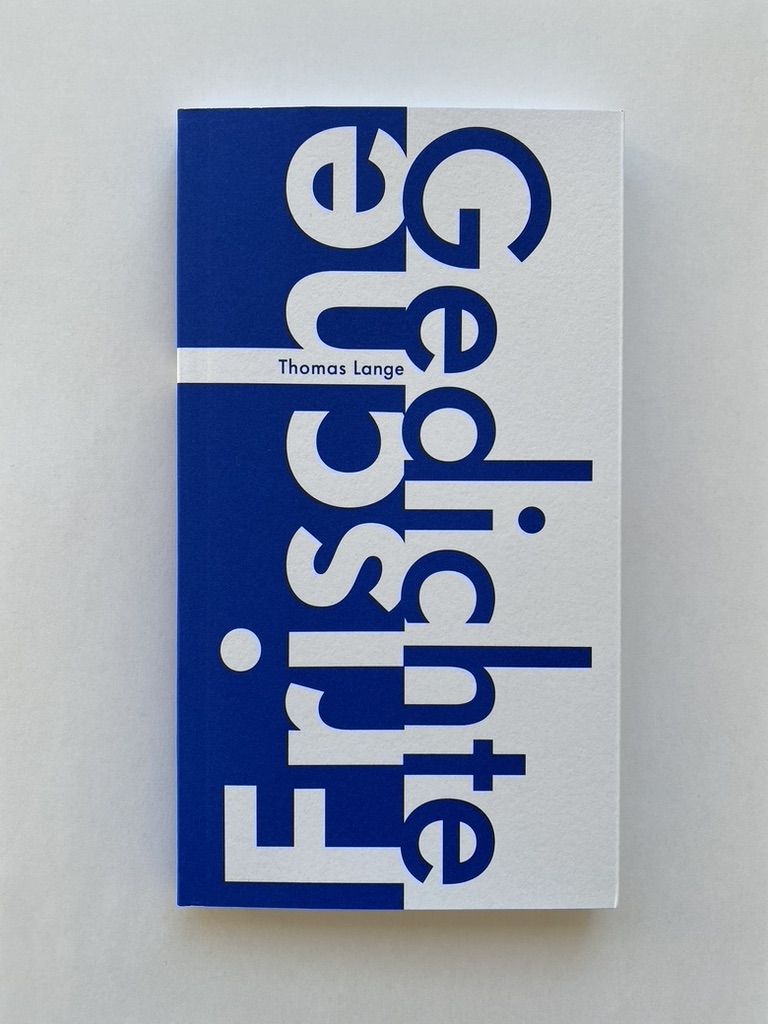 Frische
Gedichte
Thomas Lange